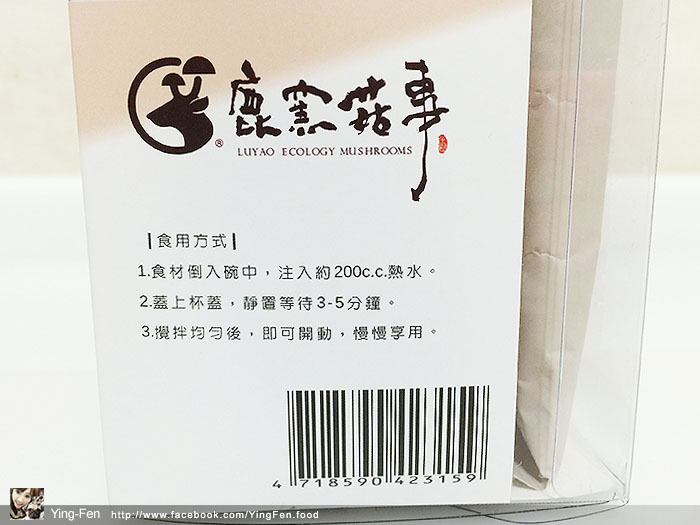 鹿窯菇事
®
LUYAO ECOLOGY MUSHROOMS
|食用方式|
1.食材倒入碗中，注入約200c.c.熱水。
2.蓋上杯蓋，靜置等待3-5分鐘。
3.攪拌均勻後，即可開動，慢慢享用。
4 718590 423159
Ying-Fen http://www.facebook.com/YingFen.food